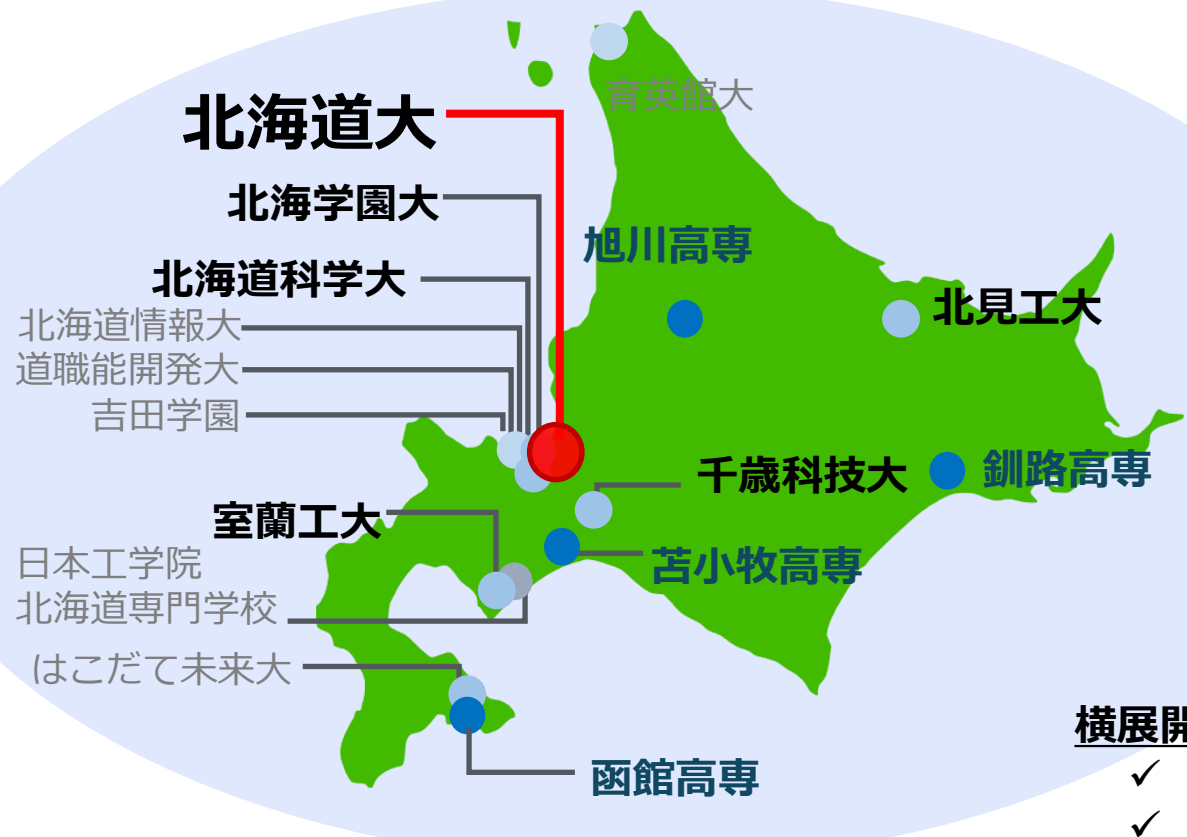 育英館大
北海道大
北海学園大
旭川高専
北海道科学大
北見工大
北海道情報大
道職能開発大
吉田学園
千歳科技大
釧路高専
室蘭工大
日本工学院
北海道専門学校
苫小牧高専
はこだて未来大
函館高専
横展開
✓
✓